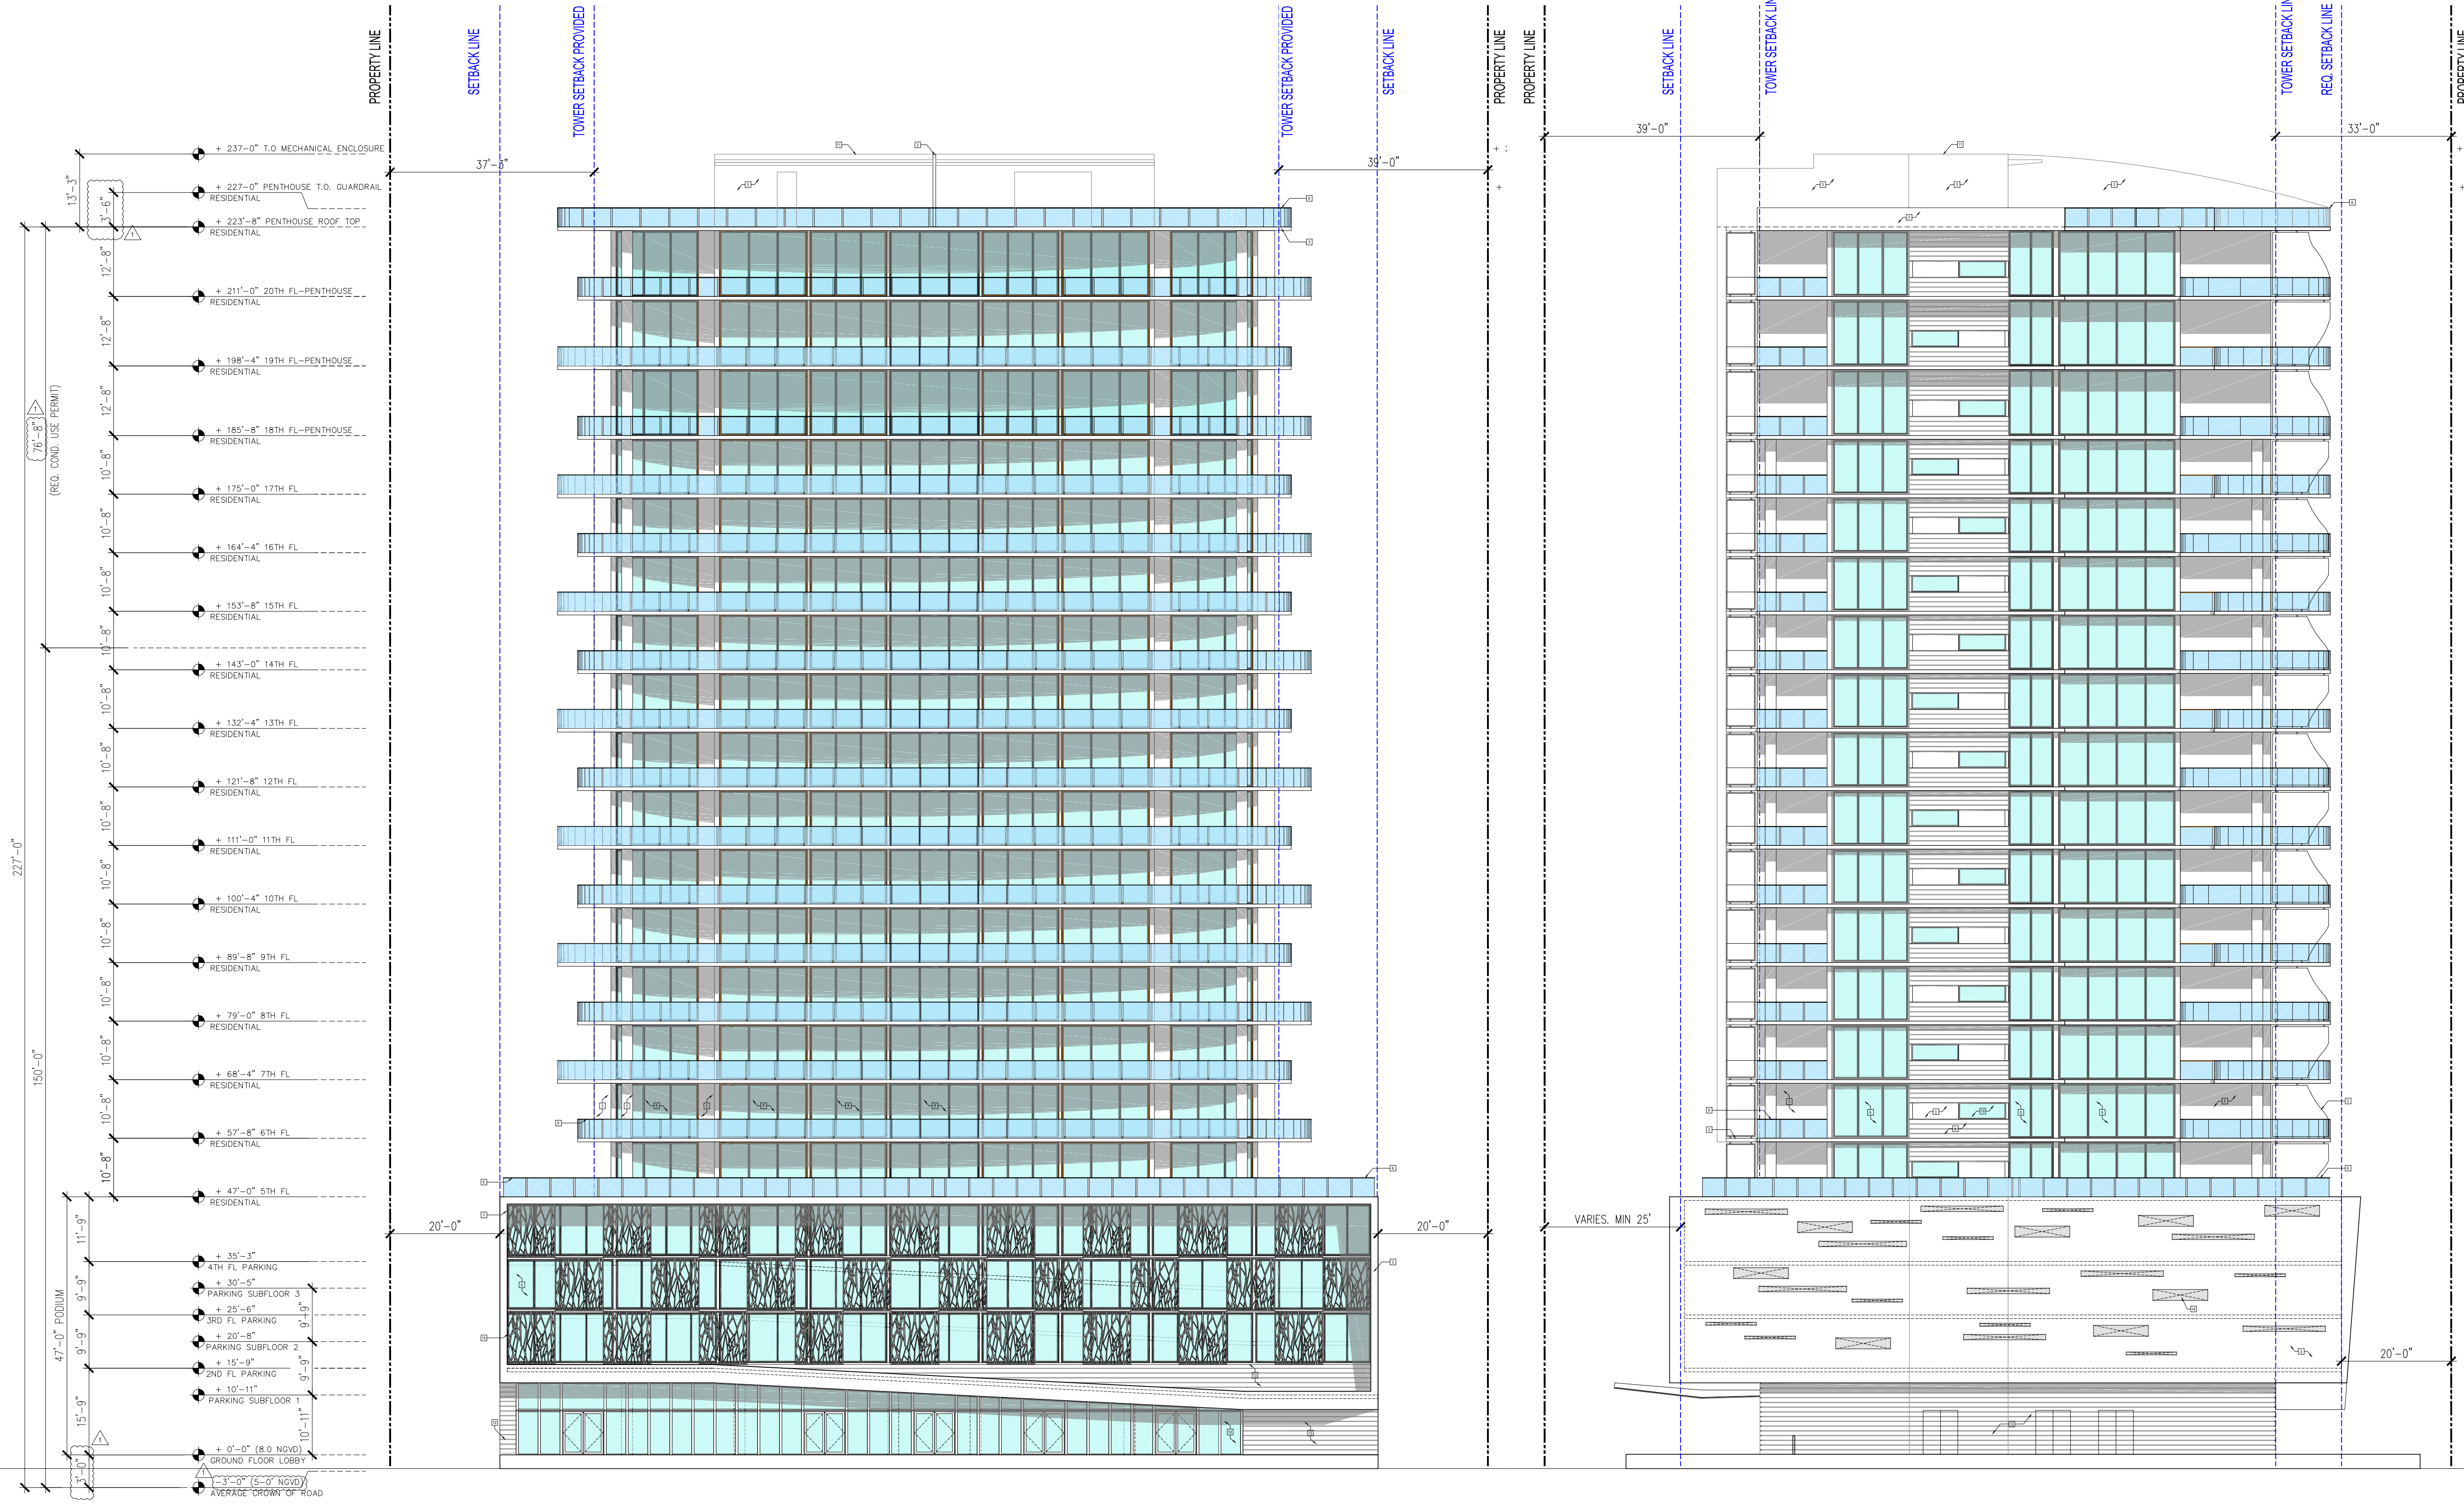 PROPERTY LINE
SETBACK LINE
TOWER SETBACK PROVIDED
TOWER SETBACK PROVIDED
SETBACK LINE
PROPERTY LINE
PROPERTY LINE
SETBACK LINE
TOWER SETBACK LINE
TOWER SETBACK LINE
REQ. SETBACK LINE
PROPERTY LINE
37'-3"
39'-0"
39'-0"
33'-0"
+ 237-0" T.O MECHANICAL ENCLOSURE
+ 227-0" PENTHOUSE T.O. GUARDRAIL
RESIDENTIAL
+ 223'-8" PENTHOUSE ROOF TOP
RESIDENTIAL
+ 211'-0" 20TH FL-PENTHOUSE
RESIDENTIAL
+ 198'-4" 19TH FL-PENTHOUSE
RESIDENTIAL
+ 185'-8" 18TH FL-PENTHOUSE
RESIDENTIAL
+ 175'-0" 17TH FL
RESIDENTIAL
+ 164'-4" 16TH FL
RESIDENTIAL
+ 153'-8" 15TH FL
RESIDENTIAL
+ 143'-0" 14TH FL
RESIDENTIAL
+ 132'-4" 13TH FL
RESIDENTIAL
+ 121'-8" 12TH FL
RESIDENTIAL
+ 111'-0" 11TH FL
RESIDENTIAL
+ 100'-4" 10TH FL
RESIDENTIAL
+ 89'-8" 9TH FL
RESIDENTIAL
+ 79'-0" 8TH FL
RESIDENTIAL
+ 68'-4" 7TH FL
RESIDENTIAL
+ 57'-8" 6TH FL
RESIDENTIAL
+ 47'-0" 5TH FL
RESIDENTIAL
+ 35'-3"
4TH FL PARKING
+ 30'-5"
PARKING SUBFLOOR 3
+ 25'-6"
3RD FL PARKING
+ 20'-8"
PARKING SUBFLOOR 2
+ 15'-9"
2ND FL PARKING
+ 10'-11"
PARKING SUBFLOOR 1
+ 0'-0" (8.0 NGVD)
GROUND FLOOR LOBBY
-3'-0" (5-0' NGVD)
AVERAGE CROWN OF ROAD
13'-3"
3'-6"
1
12'-8"
12'-8"
12'-8"
10'-8"
10'-8"
10'-8"
10'-8"
10'-8"
10'-8"
10'-8"
10'-8"
10'-8"
10'-8"
10'-8"
10'-8"
10'-8"
1
76'-8"
(REQ. COND. USE PERMIT)
227'-0"
150'-0"
47'-0" PODIUM
11'-9"
9'-9"
9'-9"
15'-9"
9'-9"
9'-9"
10'-11"
1
3'-0"
1
20'-0"
20'-0"
VARIES. MIN 25'
20'-0"